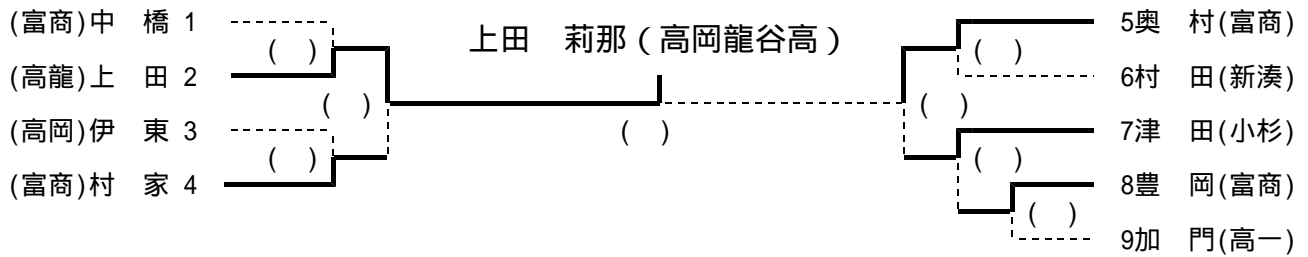 (富商)中　橋 1
(高龍)上　田 2
(高岡)伊　東 3
(富商)村　家 4
(　)
(　)
(　)
上田　莉那(高岡龍谷高)
(　)
(　)
(　)
(　)
(　)
5奥　村(富商)
6村　田(新湊)
7津　田(小杉)
8豊　岡(富商)
9加　門(高一)